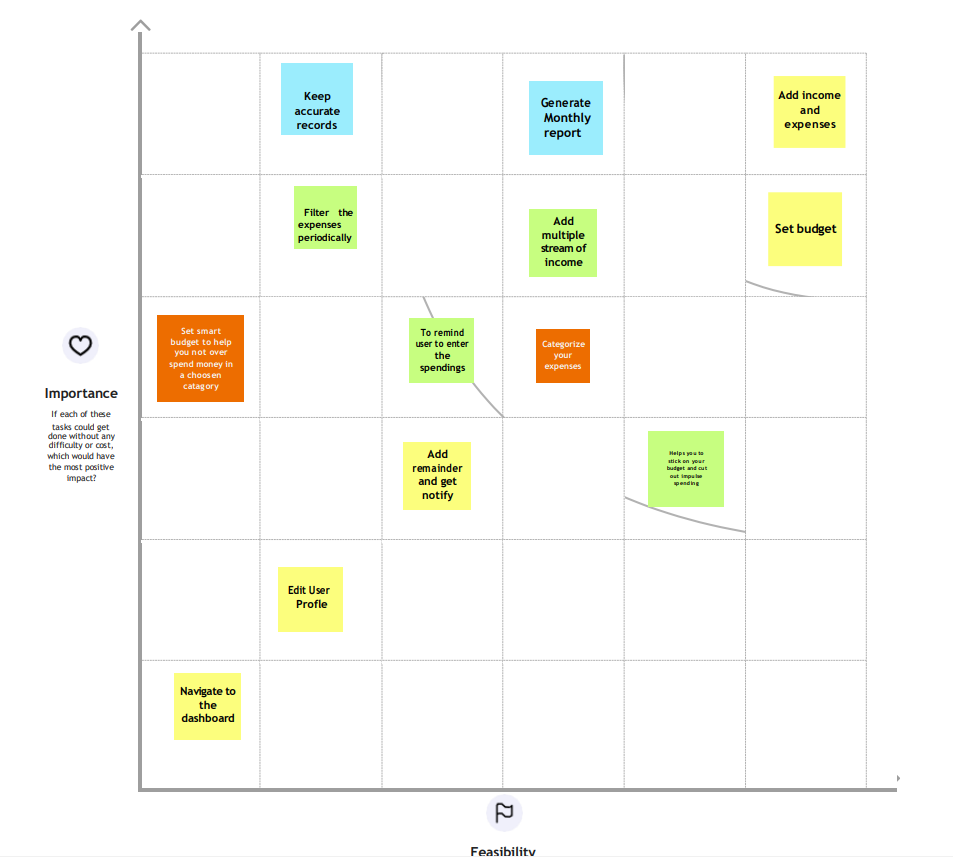 Keep
accurate
records
Generate
Monthly
report
Add income
and
expenses
Filter the
expenses
periodically
Add
multiple
stream of
income
Set budget
Set smart
budget to help
you not over
spend money in
a choosen
catagory
To remind
user to enter
the
spendings
Categorize
your
expenses
Importance
If each of these
tasks could get
done without any
difficulty or cost,
which would have
the most positive
impact?
Add
remainder
and get
notify
Helps you to
stick on your
budget and cut
out impulse
spending
Edit User
Profle
Navigate to
the
dashboard
Feasibility